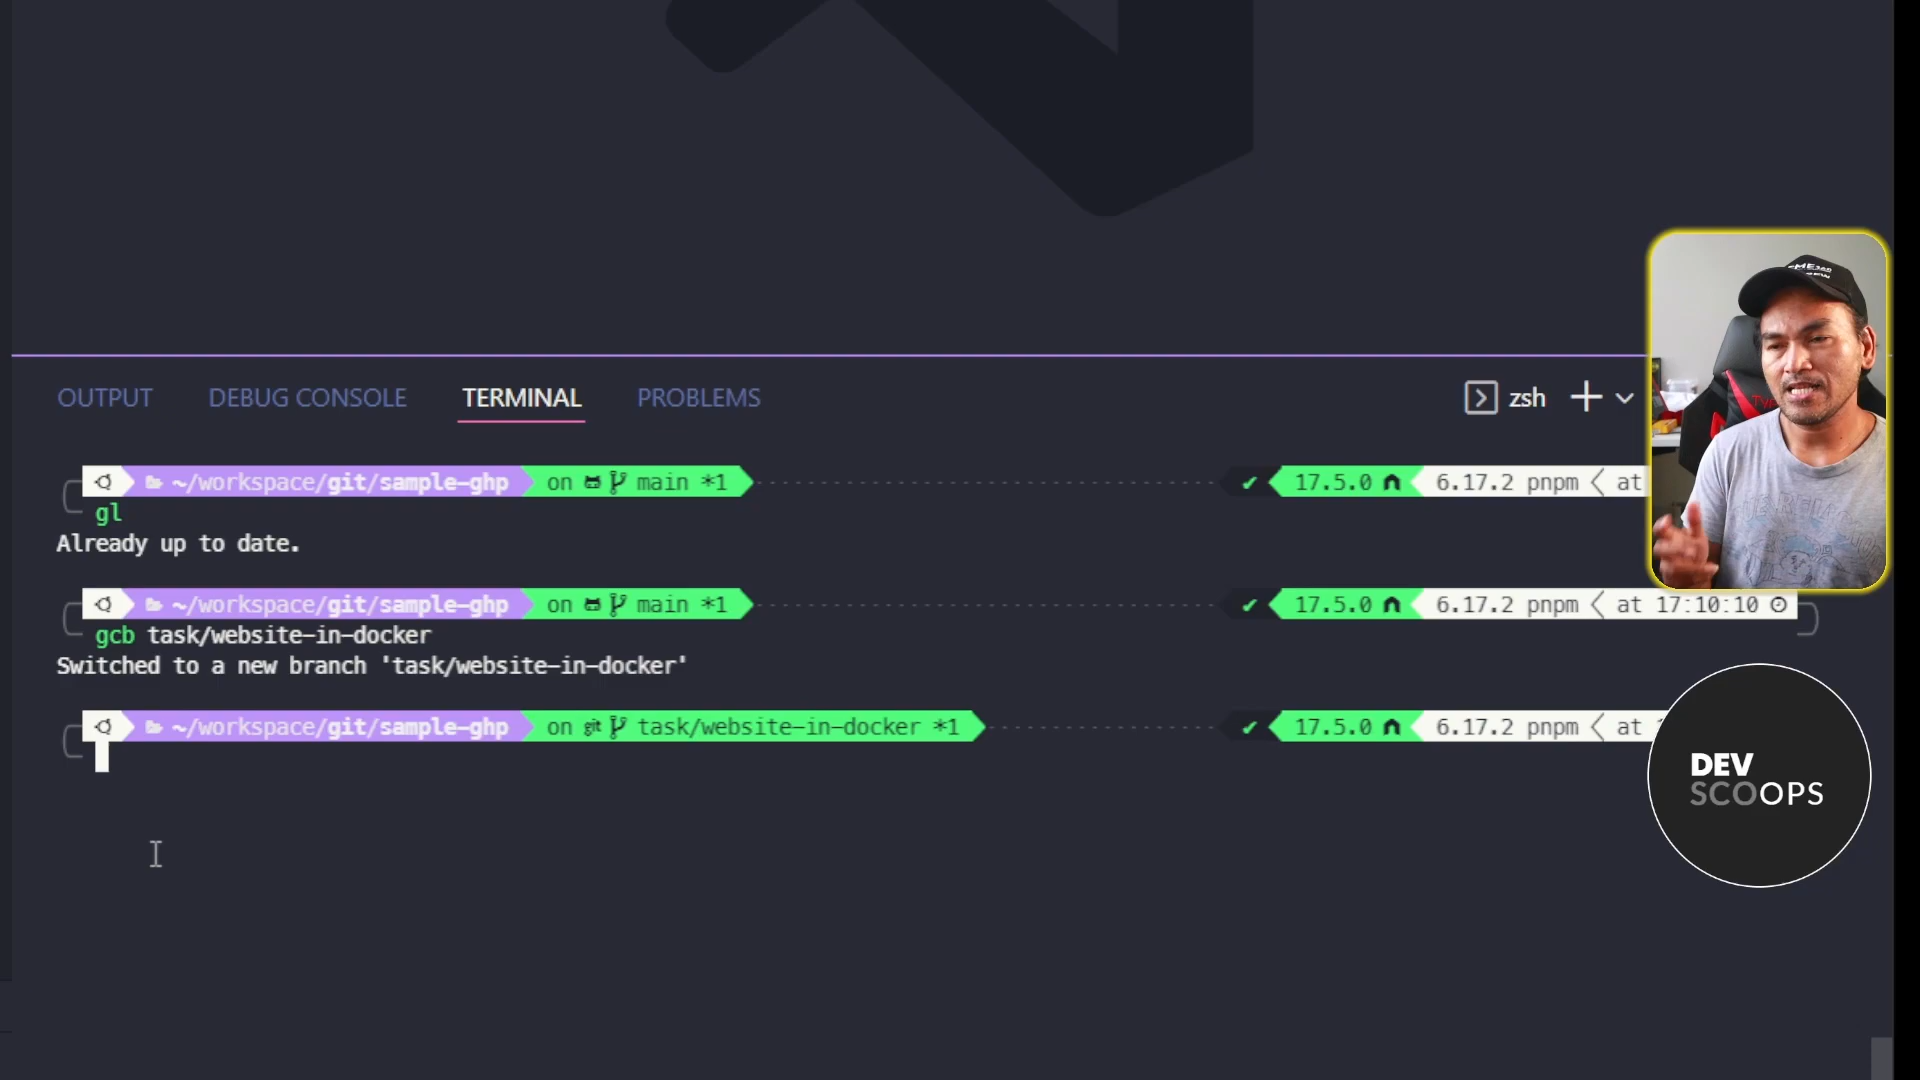 OUTPUT DEBUG CONSOLE TERMINAL PROBLEMS zsh
~/workspace/git/sample-ghp on main *1 ✔ 17.5.0 6.17.2 pnpm at
gl
Already up to date.
~/workspace/git/sample-ghp on main *1 ✔ 17.5.0 6.17.2 pnpm at 17:10:10
gcb task/website-in-docker
Switched to a new branch 'task/website-in-docker'
~/workspace/git/sample-ghp on git task/website-in-docker *1 ✔ 17.5.0 6.17.2 pnpm at
DEV
SCOOPS